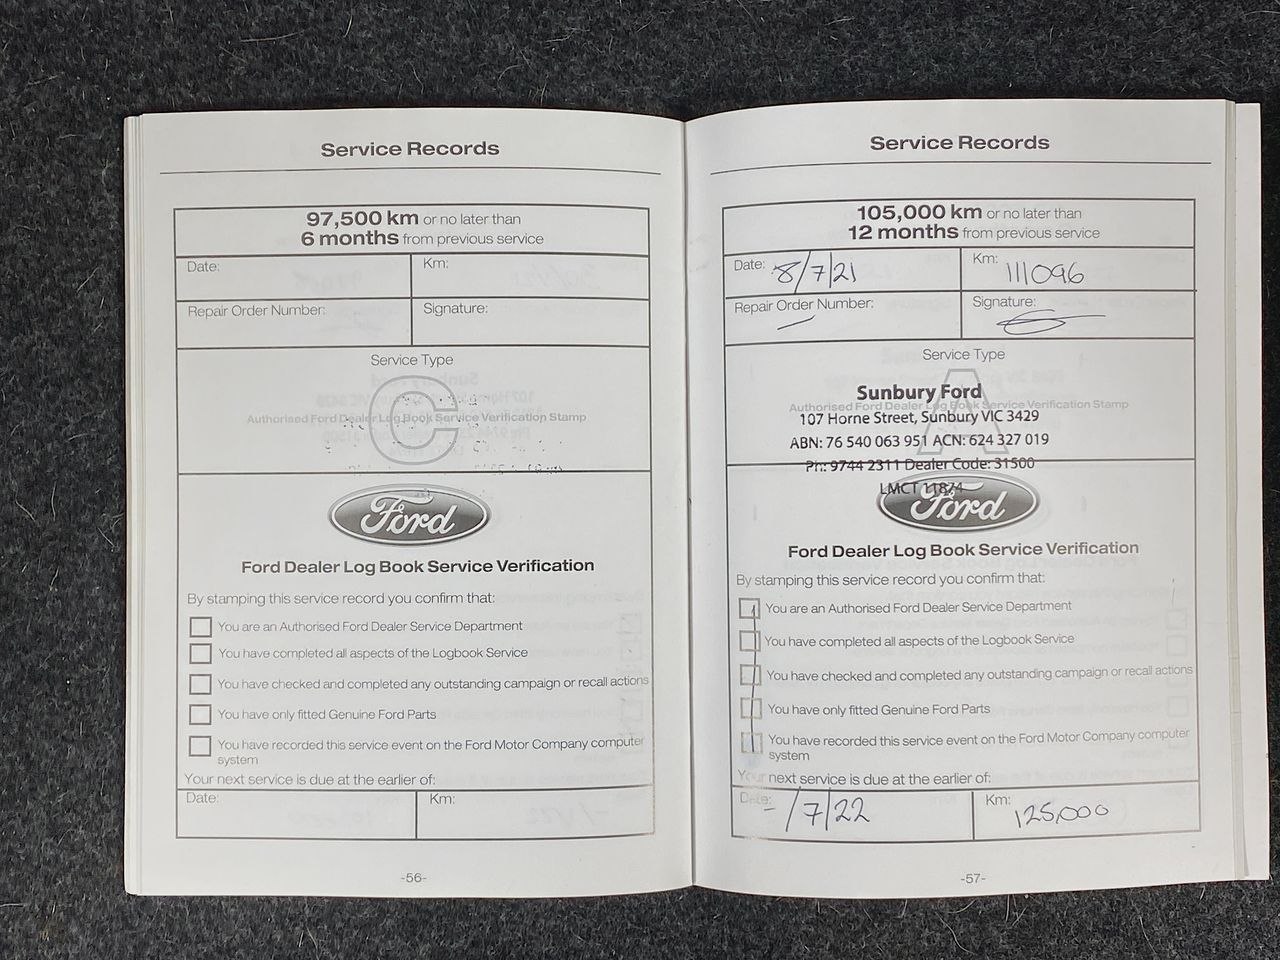 Service Records
97,500 km or no later than
6 months from previous service
Date:
Km:
Repair Order Number:
Signature:
Service Type
C
Authorised Ford Dealer Log Book Service Verification Stamp
Ford
Ford Dealer Log Book Service Verification
By stamping this service record you confirm that:
You are an Authorised Ford Dealer Service Department
You have completed all aspects of the Logbook Service
You have checked and completed any outstanding campaign or recall actions
You have only fitted Genuine Ford Parts
You have recorded this service event on the Ford Motor Company computer
system
Your next service is due at the earlier of:
Date:
Km:
-56-
Service Records
105,000 km or no later than
12 months from previous service
Date: 8/7/21
Km: 111096
Repair Order Number:
Signature:
Service Type
A
Sunbury Ford
Authorised Ford Dealer Log Book Service Verification Stamp
107 Horne Street, Sunbury VIC 3429
ABN: 76 540 063 951 ACN: 624 327 019
Ph: 9744 2311 Dealer Code: 31500
LMCT 11874
Ford
Ford Dealer Log Book Service Verification
By stamping this service record you confirm that:
You are an Authorised Ford Dealer Service Department
You have completed all aspects of the Logbook Service
You have checked and completed any outstanding campaign or recall actions
You have only fitted Genuine Ford Parts
You have recorded this service event on the Ford Motor Company computer
system
Your next service is due at the earlier of:
Date: /7/22
Km: 125,000
-57-